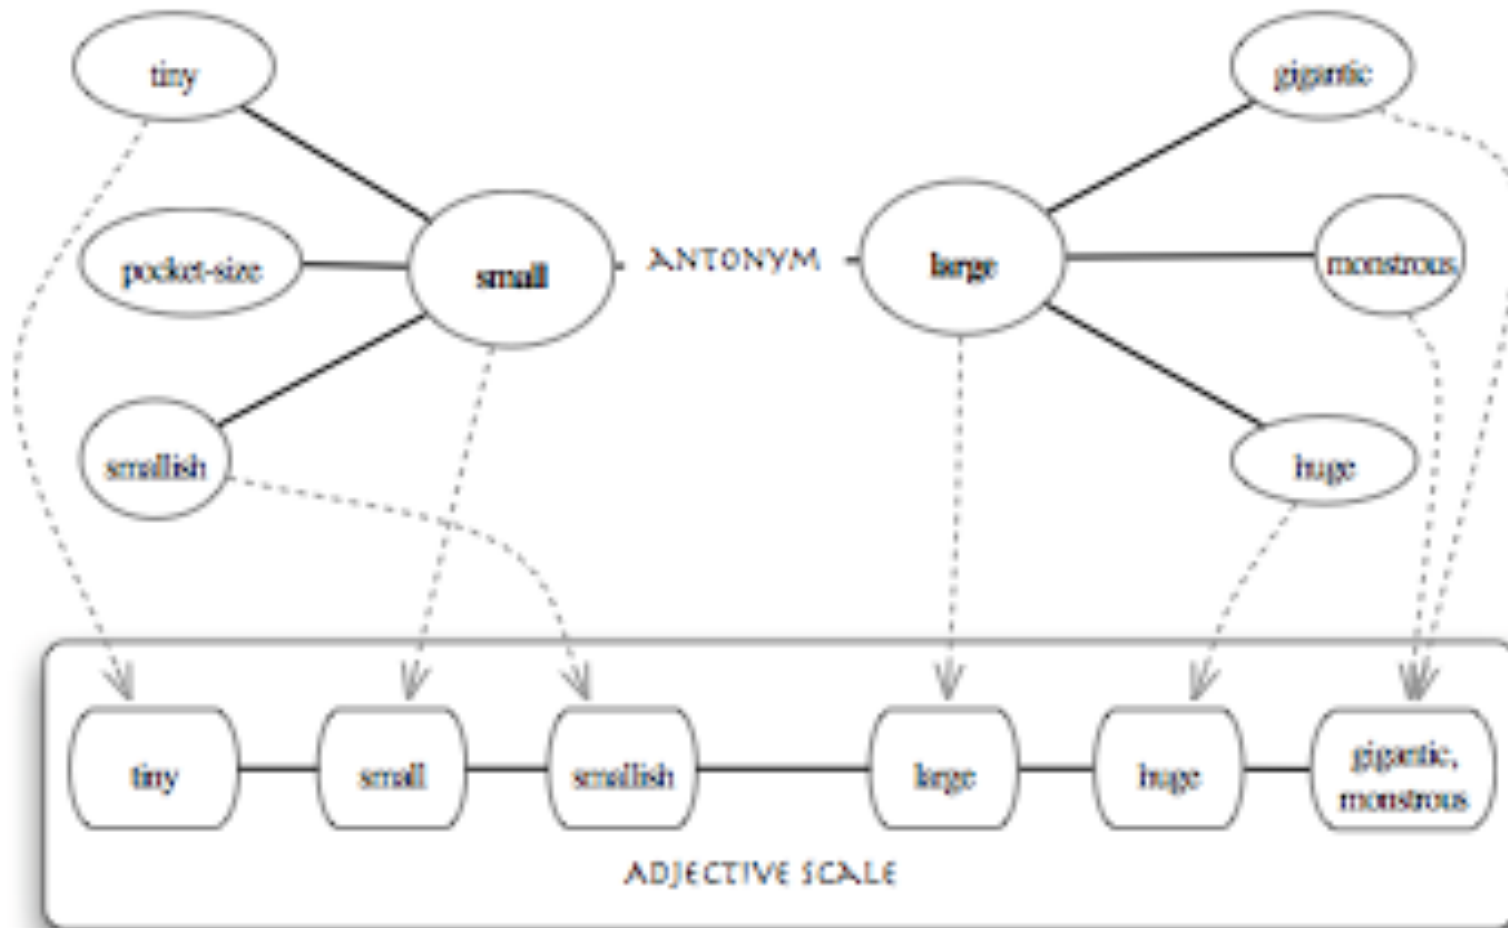 tiny
gigantic
pocket-size
small
ANTONYM
large
monstrous
smallish
huge
tiny
small
smallish
large
huge
gigantic,
monstrous
ADJECTIVE SCALE